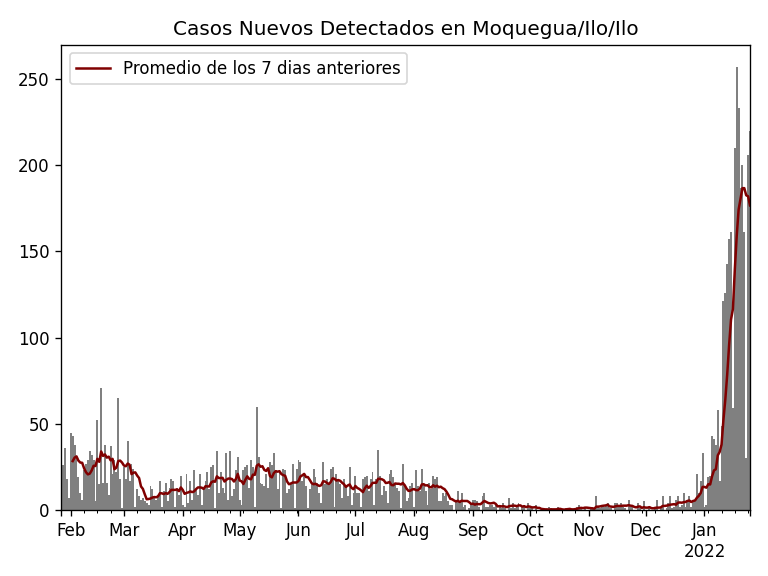 Casos Nuevos Detectados en Moquegua/Ilo/Ilo
Promedio de los 7 dias anteriores
250
200
150
100
50
0
Feb Mar Apr May Jun Jul Aug Sep Oct Nov Dec Jan
2022